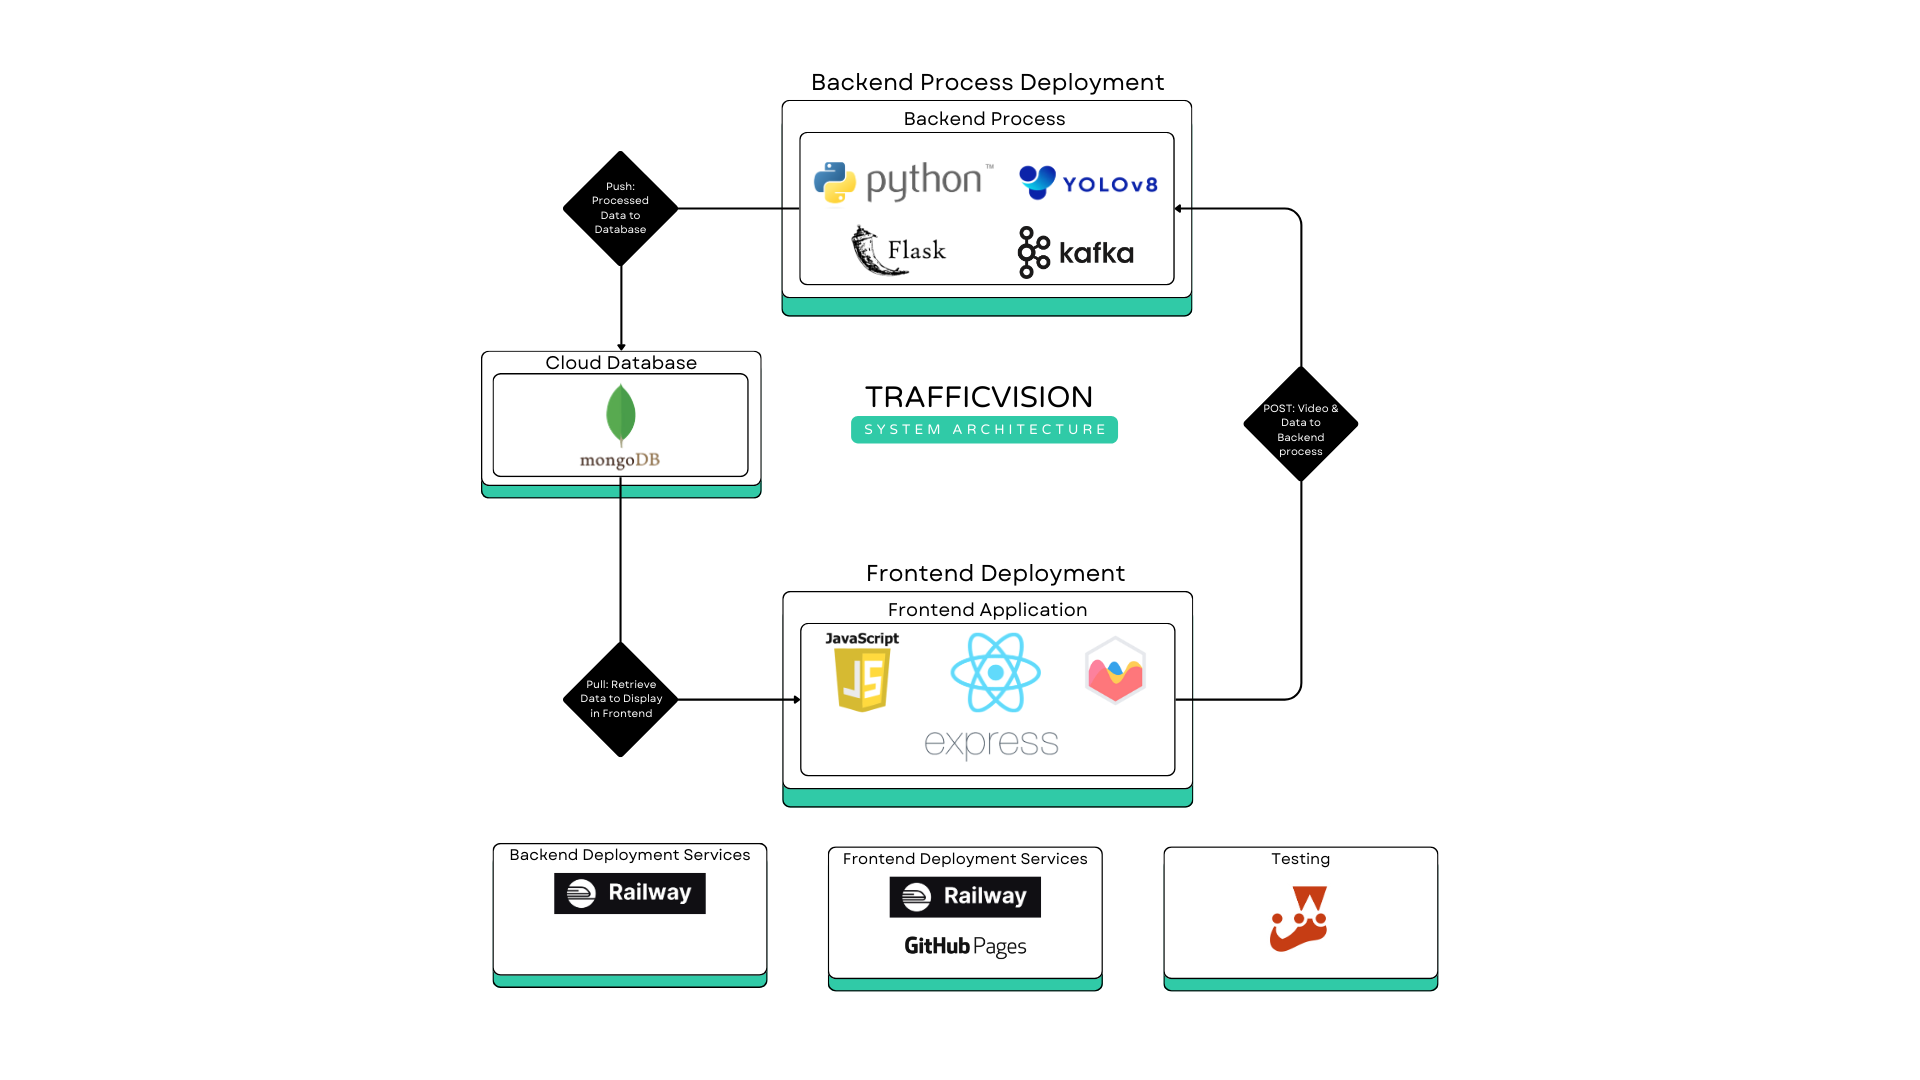 Backend Process Deployment
Backend Process
python™
YOLOv8
Flask
kafka
Push:
Processed
Data to
Database
Cloud Database
mongoDB
TRAFFICVISION
SYSTEM ARCHITECTURE
POST: Video &
Data to
Backend
process
Frontend Deployment
Frontend Application
JavaScript
JS
express
Pull: Retrieve
Data to Display
in Frontend
Backend Deployment Services
Railway
Frontend Deployment Services
Railway
GitHub Pages
Testing